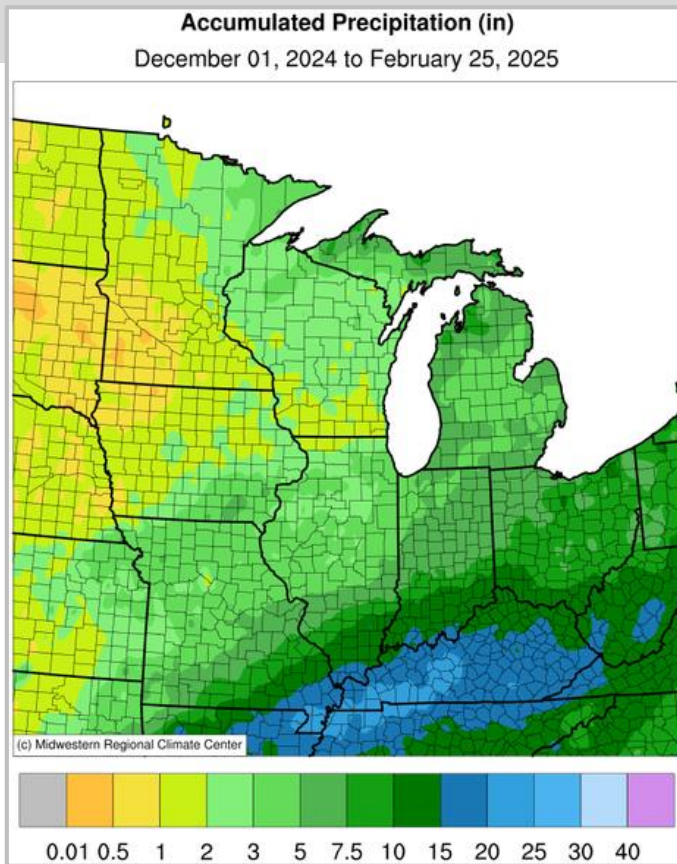 Accumulated Precipitation (in)
December 01, 2024 to February 25, 2025
(c) Midwestern Regional Climate Center
0.01 0.5 1 2 3 5 7.5 10 15 20 25 30 40